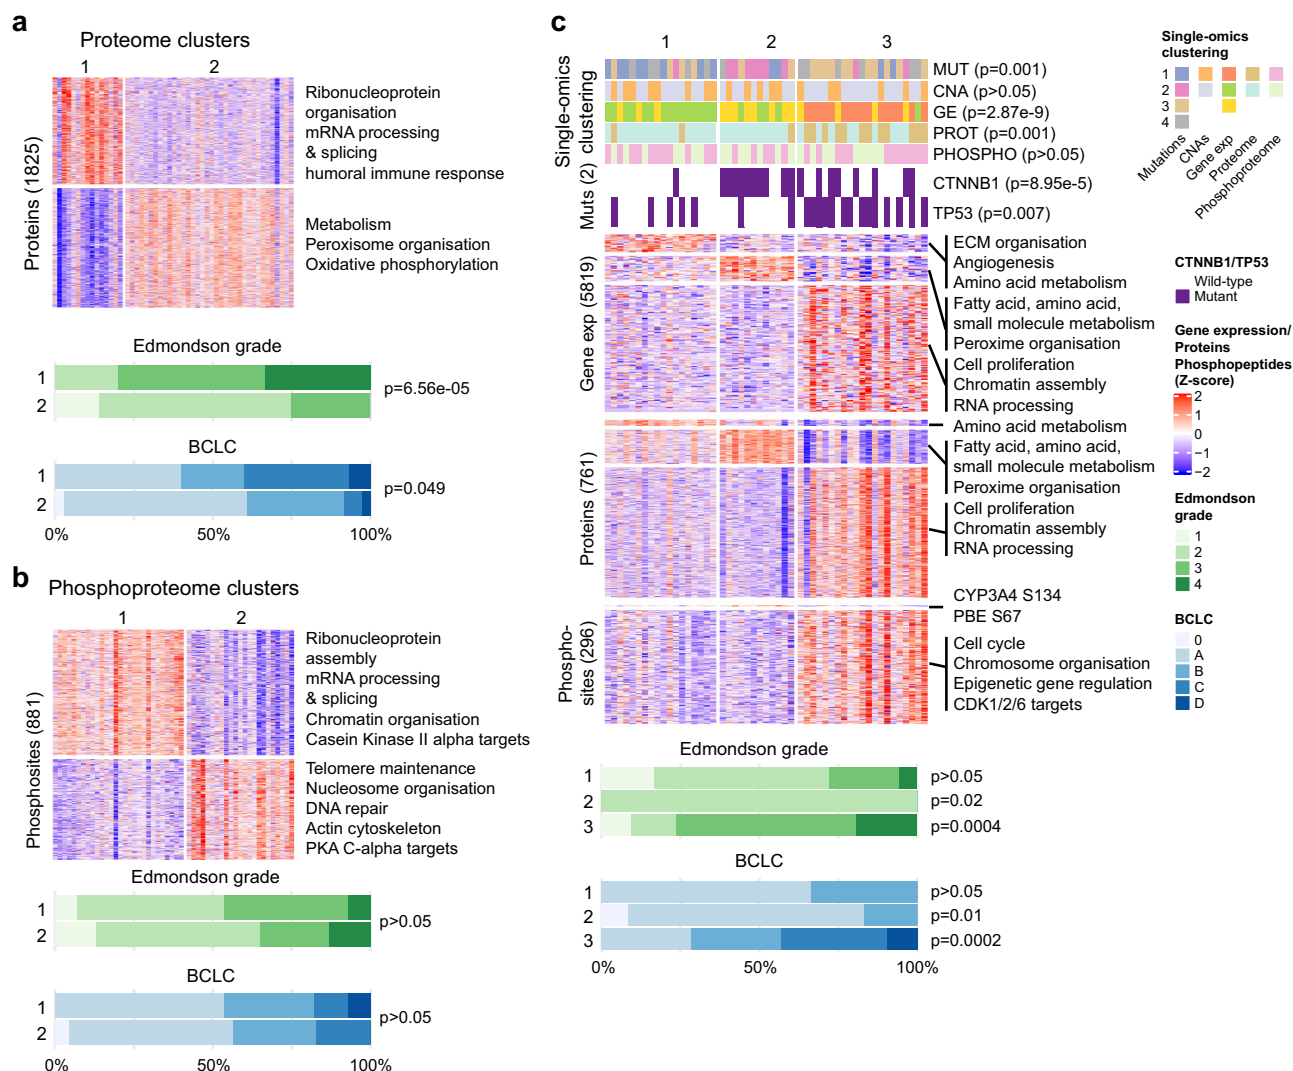 a
Proteome clusters
1 2
Proteins (1825)
Ribonucleoprotein
organisation
mRNA processing
& splicing
humoral immune response
Metabolism
Peroxisome organisation
Oxidative phosphorylation
Edmondson grade
1
2
p=6.56e-05
BCLC
1
2
p=0.049
0% 50% 100%
b
Phosphoproteome clusters
1 2
Phosphosites (881)
Ribonucleoprotein
assembly
mRNA processing
& splicing
Chromatin organisation
Casein Kinase II alpha targets
Telomere maintenance
Nucleosome organisation
DNA repair
Actin cytoskeleton
PKA C-alpha targets
Edmondson grade
1
2
p>0.05
BCLC
1
2
p>0.05
0% 50% 100%
c
1 2 3
Single-omics
clustering
MUT (p=0.001)
CNA (p>0.05)
GE (p=2.87e-9)
PROT (p=0.001)
PHOSPHO (p>0.05)
Muts (2)
CTNNB1 (p=8.95e-5)
TP53 (p=0.007)
Gene exp (5819)
ECM organisation
Angiogenesis
Amino acid metabolism
Fatty acid, amino acid,
small molecule metabolism
Peroxime organisation
Cell proliferation
Chromatin assembly
RNA processing
Proteins (761)
Amino acid metabolism
Fatty acid, amino acid,
small molecule metabolism
Peroxime organisation
Cell proliferation
Chromatin assembly
RNA processing
Phospho-
sites (296)
CYP3A4 S134
PBE S67
Cell cycle
Chromosome organisation
Epigenetic gene regulation
CDK1/2/6 targets
Edmondson grade
1 p>0.05
2 p=0.02
3 p=0.0004
BCLC
1 p>0.05
2 p=0.01
3 p=0.0002
0% 50% 100%
Single-omics
clustering
1
2
3
4
Mutations
CNAs
Gene exp
Proteome
Phosphoproteome
CTNNB1/TP53
Wild-type
Mutant
Gene expression/
Proteins
Phosphopeptides
(Z-score)
2
1
0
−1
−2
Edmondson
grade
1
2
3
4
BCLC
0
A
B
C
D